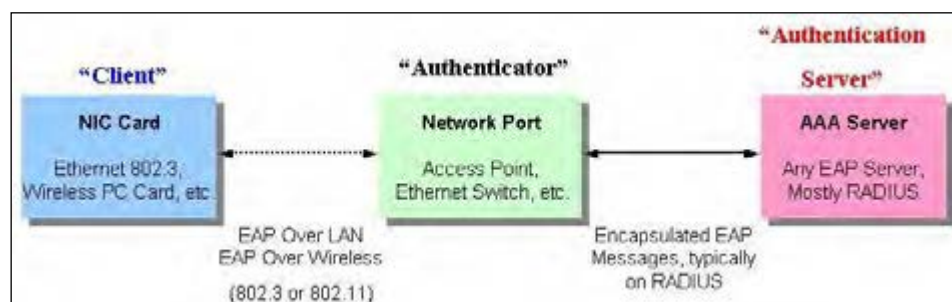 "Client"
NIC Card
Ethernet 802.3,
Wireless PC Card, etc.
EAP Over LAN
EAP Over Wireless
(802.3 or 802.11)
"Authenticator"
Network Port
Access Point,
Ethernet Switch, etc.
Encapsulated EAP
Messages, typically
on RADIUS
"Authentication
Server"
AAA Server
Any EAP Server,
Mostly RADIUS